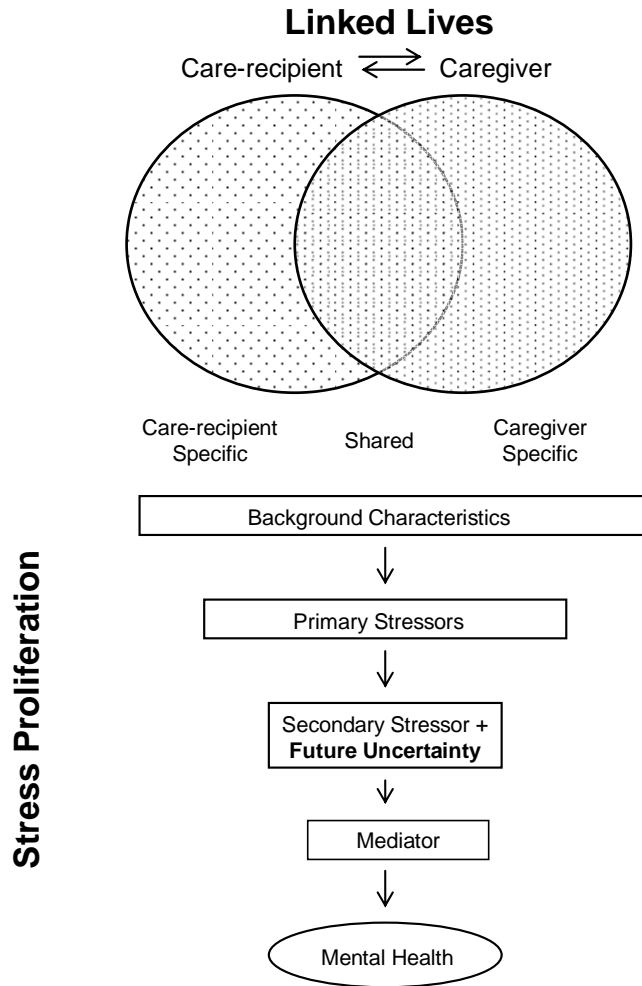 Linked Lives
Care-recipient Caregiver
Care-recipient
Specific
Shared
Caregiver
Specific
Background Characteristics
Primary Stressors
Secondary Stressor +
Future Uncertainty
Mediator
Mental Health
Stress Proliferation